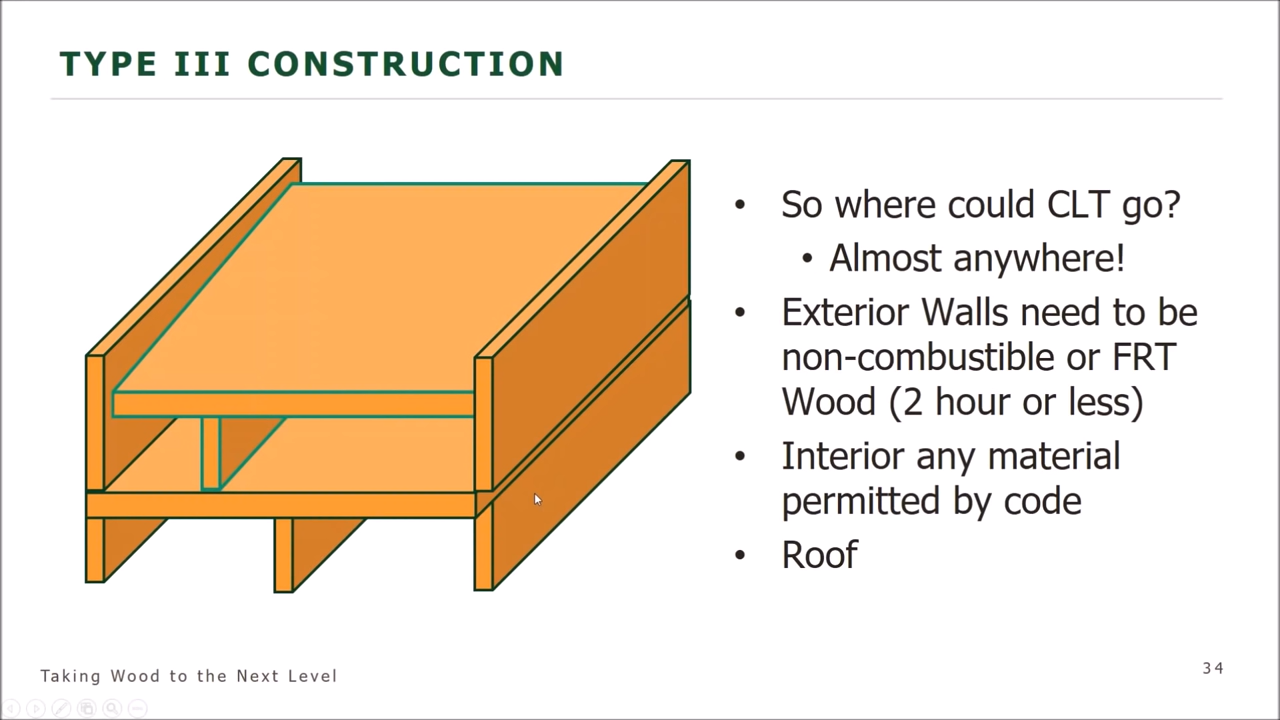 TYPE III CONSTRUCTION
• So where could CLT go?
• Almost anywhere!
• Exterior Walls need to be
non-combustible or FRT
Wood (2 hour or less)
• Interior any material
permitted by code
• Roof
Taking Wood to the Next Level
34